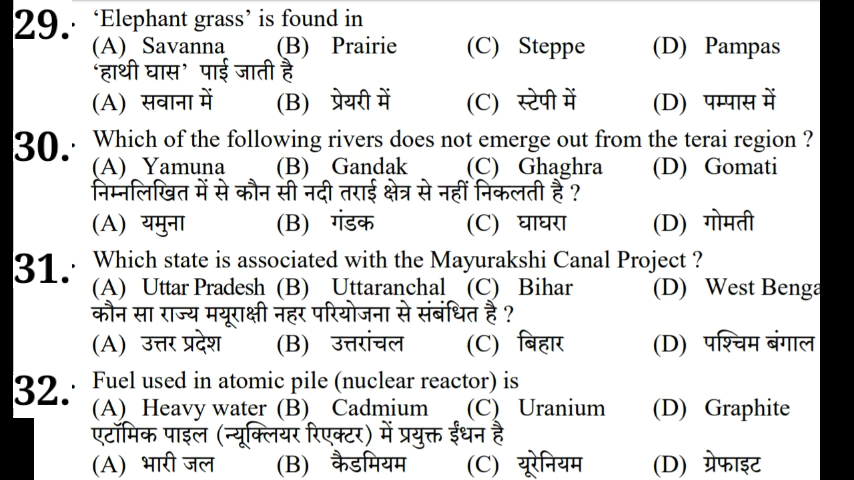 29. ‘Elephant grass’ is found in
(A) Savanna (B) Prairie (C) Steppe (D) Pampas
‘हाथी घास’ पाई जाती है
(A) सवाना में (B) प्रेयरी में (C) स्टेपी में (D) पम्पास में
30. Which of the following rivers does not emerge out from the terai region ?
(A) Yamuna (B) Gandak (C) Ghaghra (D) Gomati
निम्नलिखित में से कौन सी नदी तराई क्षेत्र से नहीं निकलती है ?
(A) यमुना (B) गंडक (C) घाघरा (D) गोमती
31. Which state is associated with the Mayurakshi Canal Project ?
(A) Uttar Pradesh (B) Uttaranchal (C) Bihar (D) West Benga
कौन सा राज्य मयूराक्षी नहर परियोजना से संबंधित है ?
(A) उत्तर प्रदेश (B) उत्तरांचल (C) बिहार (D) पश्चिम बंगाल
32. Fuel used in atomic pile (nuclear reactor) is
(A) Heavy water (B) Cadmium (C) Uranium (D) Graphite
एटॉमिक पाइल (न्यूक्लियर रिएक्टर) में प्रयुक्त ईंधन है
(A) भारी जल (B) कैडमियम (C) यूरेनियम (D) ग्रेफाइट